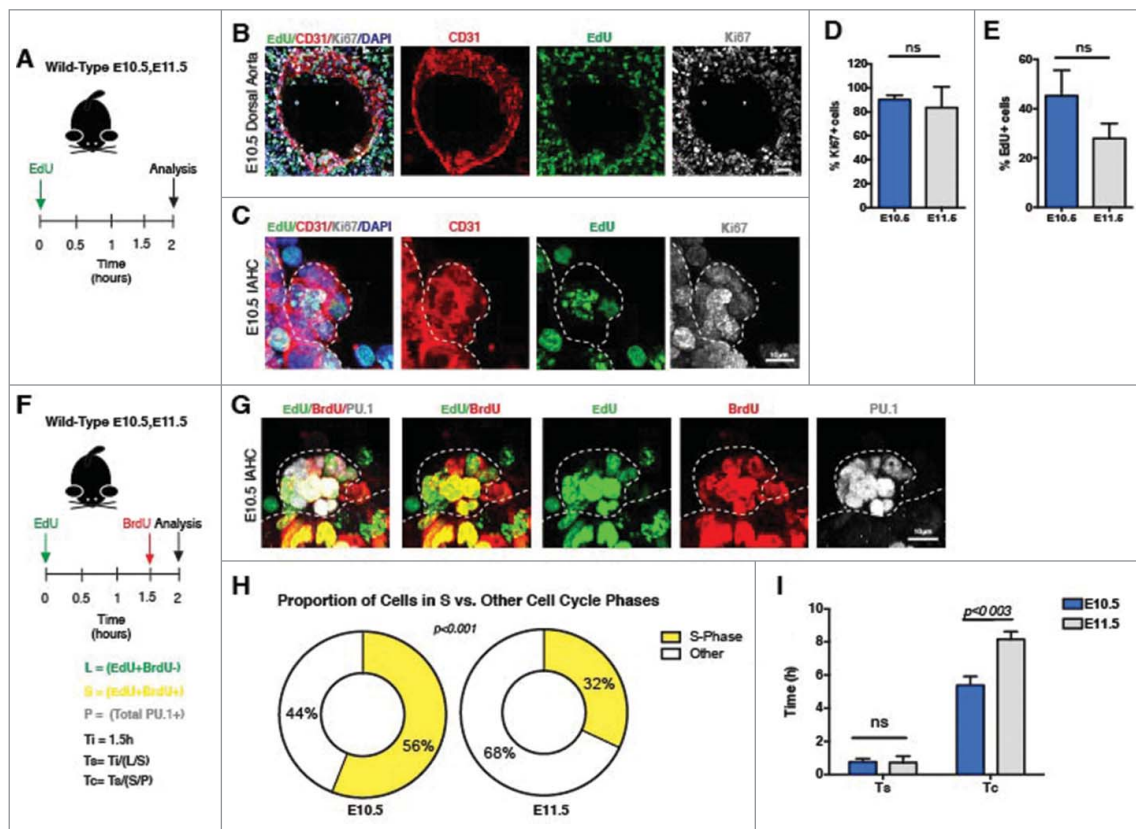 A
Wild-Type E10.5,E11.5
EdU
Analysis
0 0.5 1 1.5 2
Time
(hours)
B
EdU/CD31/Ki67/DAPI CD31 EdU Ki67
E10.5 Dorsal Aorta
C
EdU/CD31/Ki67/DAPI CD31 EdU Ki67
E10.5 IAHC
10µm
D
ns
% Ki67+ cells
120
100
80
60
40
20
0
E10.5 E11.5
E
ns
% EdU+ cells
60
40
20
0
E10.5 E11.5
F
Wild-Type E10.5,E11.5
EdU BrdU Analysis
0 0.5 1 1.5 2
Time
(hours)
L = (EdU+BrdU-)
S = (EdU+BrdU+)
P = (Total PU.1+)
Ti = 1.5h
Ts= Ti/(L/S)
Tc= Ts/(S/P)
G
EdU/BrdU/PU.1 EdU/BrdU EdU BrdU PU.1
E10.5 IAHC
10µm
H
Proportion of Cells in S vs. Other Cell Cycle Phases
p<0.001
S-Phase
Other
44%
56%
E10.5
32%
68%
E11.5
I
E10.5
E11.5
p<0 003
ns
Time (h)
10
8
6
4
2
0
Ts Tc